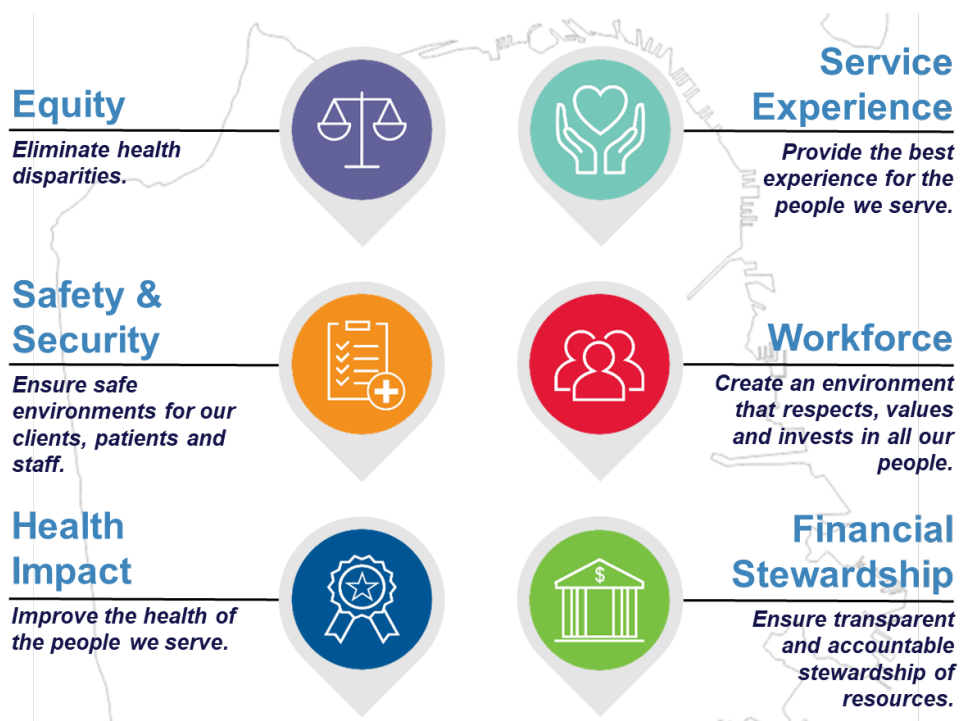 Equity
Eliminate health
disparities.
Service
Experience
Provide the best
experience for the
people we serve.
Safety &
Security
Ensure safe
environments for our
clients, patients and
staff.
Workforce
Create an environment
that respects, values
and invests in all our
people.
Health
Impact
Improve the health of
the people we serve.
$
Financial
Stewardship
Ensure transparent
and accountable
stewardship of
resources.